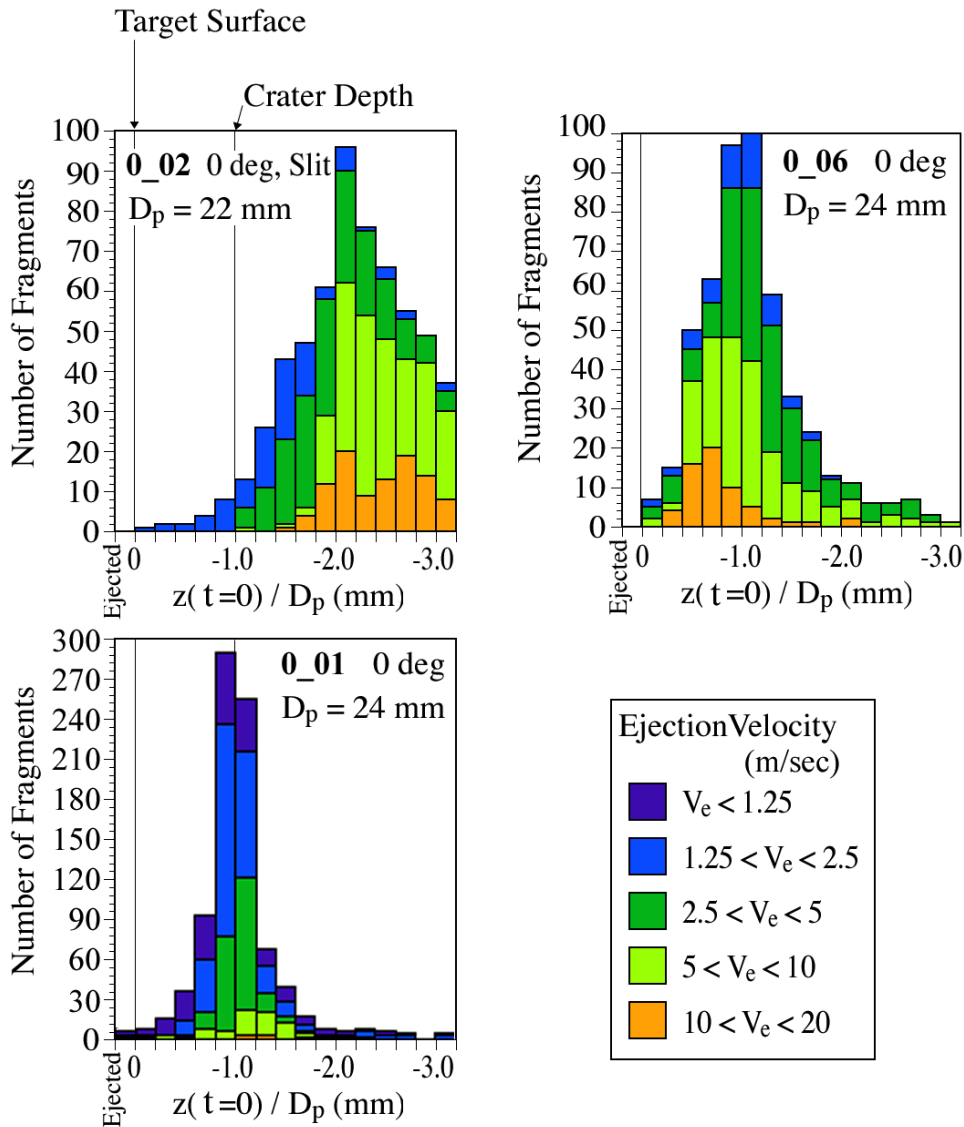 Target Surface
Crater Depth
100
90
80
70
60
50
40
30
20
10
0
Number of Fragments
0_02 0 deg, Slit
Dp = 22 mm
Ejected 0 -1.0 -2.0 -3.0
z( t=0) / Dp (mm)
100
90
80
70
60
50
40
30
20
10
0
Number of Fragments
0_06 0 deg
Dp = 24 mm
Ejected 0 -1.0 -2.0 -3.0
z( t=0) / Dp (mm)
300
270
240
210
180
150
120
90
60
30
0
Number of Fragments
0_01 0 deg
Dp = 24 mm
Ejected 0 -1.0 -2.0 -3.0
z( t=0) / Dp (mm)
EjectionVelocity
(m/sec)
Ve < 1.25
1.25 < Ve < 2.5
2.5 < Ve < 5
5 < Ve < 10
10 < Ve < 20